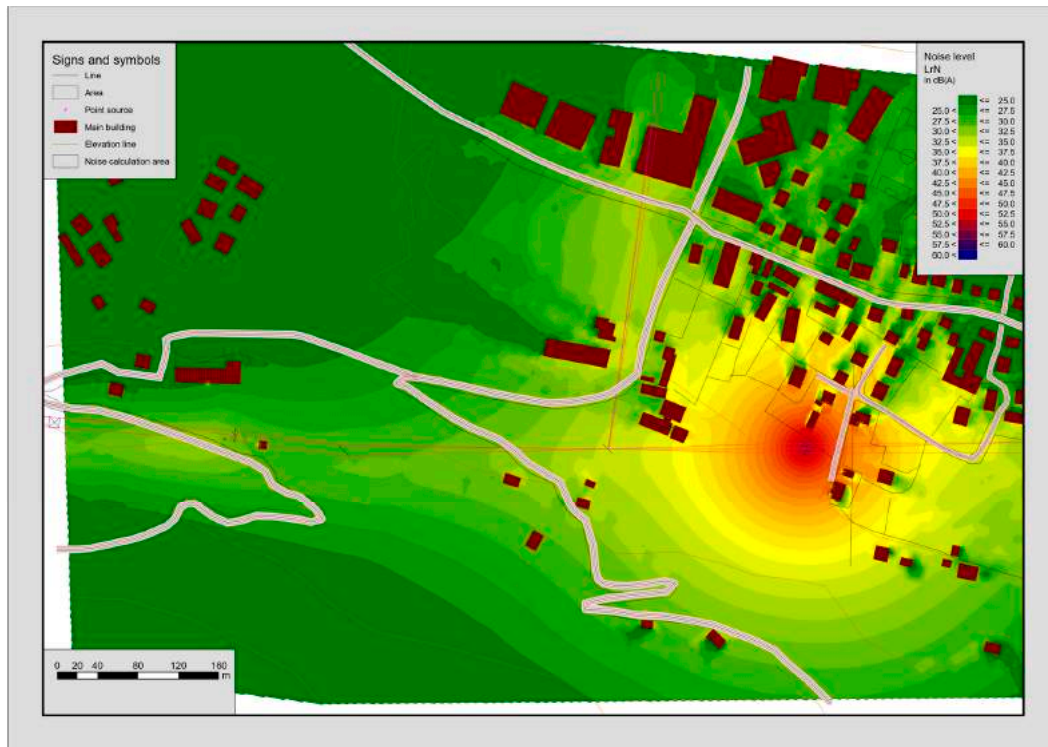 Signs and symbols
Line
Area
Point source
Main building
Elevation line
Noise calculation area
Noise level
LrN
in dB(A)
<= 25.0
25.0 < <= 27.5
27.5 < <= 30.0
30.0 < <= 32.5
32.5 < <= 35.0
35.0 < <= 37.5
37.5 < <= 40.0
40.0 < <= 42.5
42.5 < <= 45.0
45.0 < <= 47.5
47.5 < <= 50.0
50.0 < <= 52.5
52.5 < <= 55.0
55.0 < <= 57.5
57.5 < <= 60.0
60.0 <
0 20 40 80 120 160
m